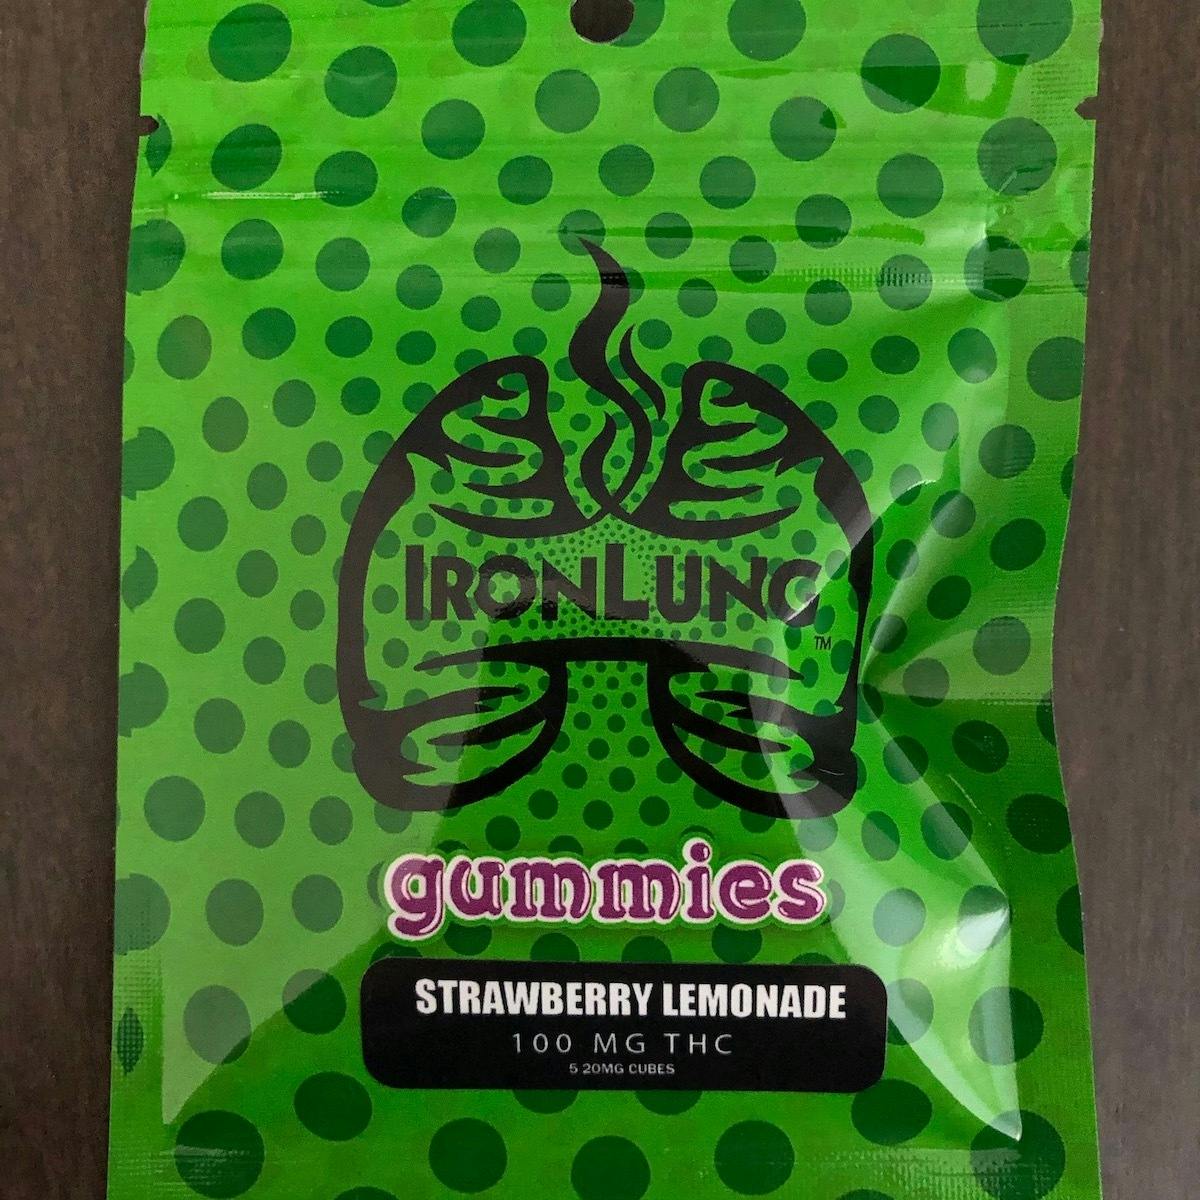 IRONLUNG
TM
gummies
STRAWBERRY LEMONADE
100 MG THC
5 20MG CUBES